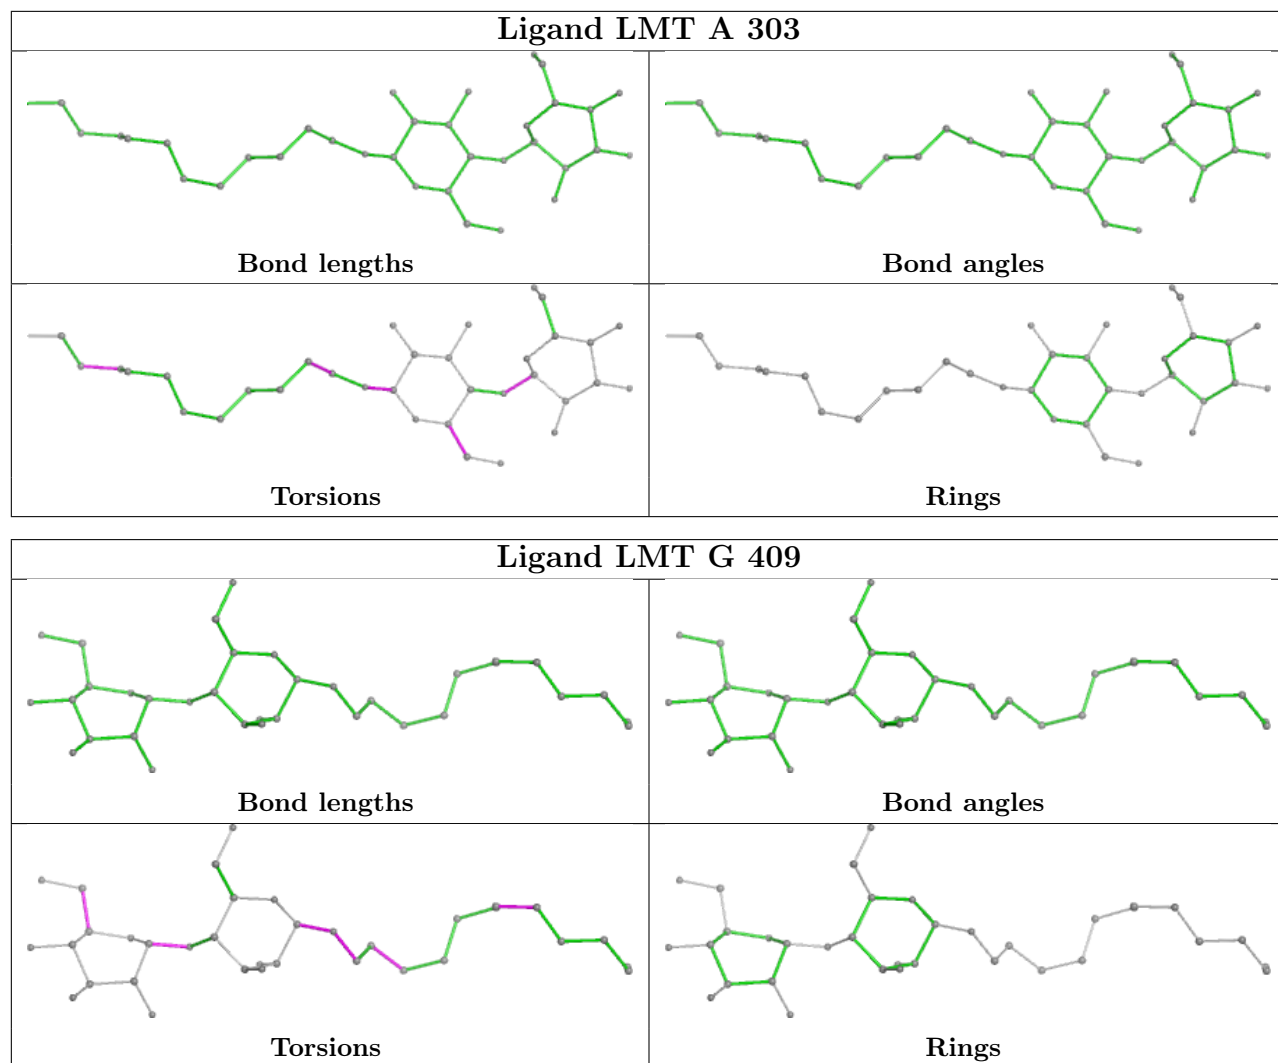 Ligand LMT A 303
Bond lengths
Bond angles
Torsions
Rings
Ligand LMT G 409
Bond lengths
Bond angles
Torsions
Rings